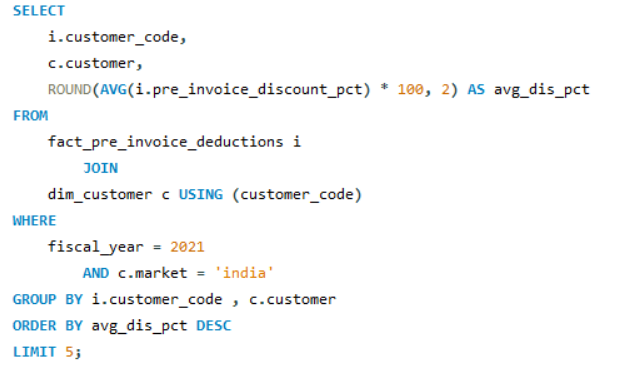 SELECT
i.customer_code,
c.customer,
ROUND(AVG(i.pre_invoice_discount_pct) * 100, 2) AS avg_dis_pct
FROM
fact_pre_invoice_deductions i
JOIN
dim_customer c USING (customer_code)
WHERE
fiscal_year = 2021
AND c.market = 'india'
GROUP BY i.customer_code , c.customer
ORDER BY avg_dis_pct DESC
LIMIT 5;